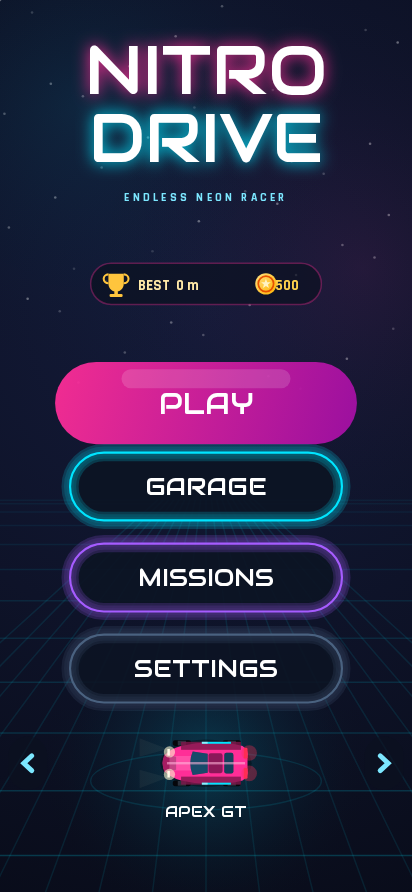 NITRO
DRIVE
ENDLESS NEON RACER
BEST 0 m 500
PLAY
GARAGE
MISSIONS
SETTINGS
APEX GT